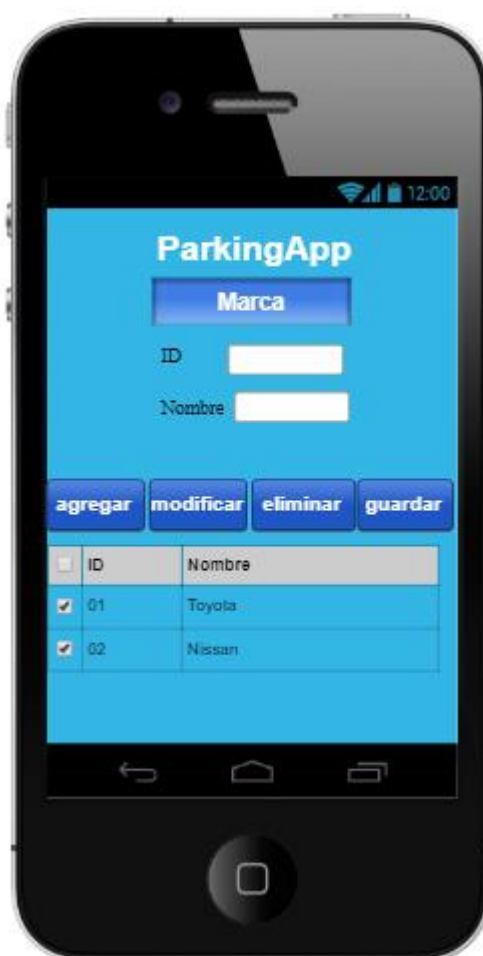 12:00
ParkingApp
Marca
ID
Nombre
agregar modificar eliminar guardar
ID Nombre
01 Toyota
02 Nissan